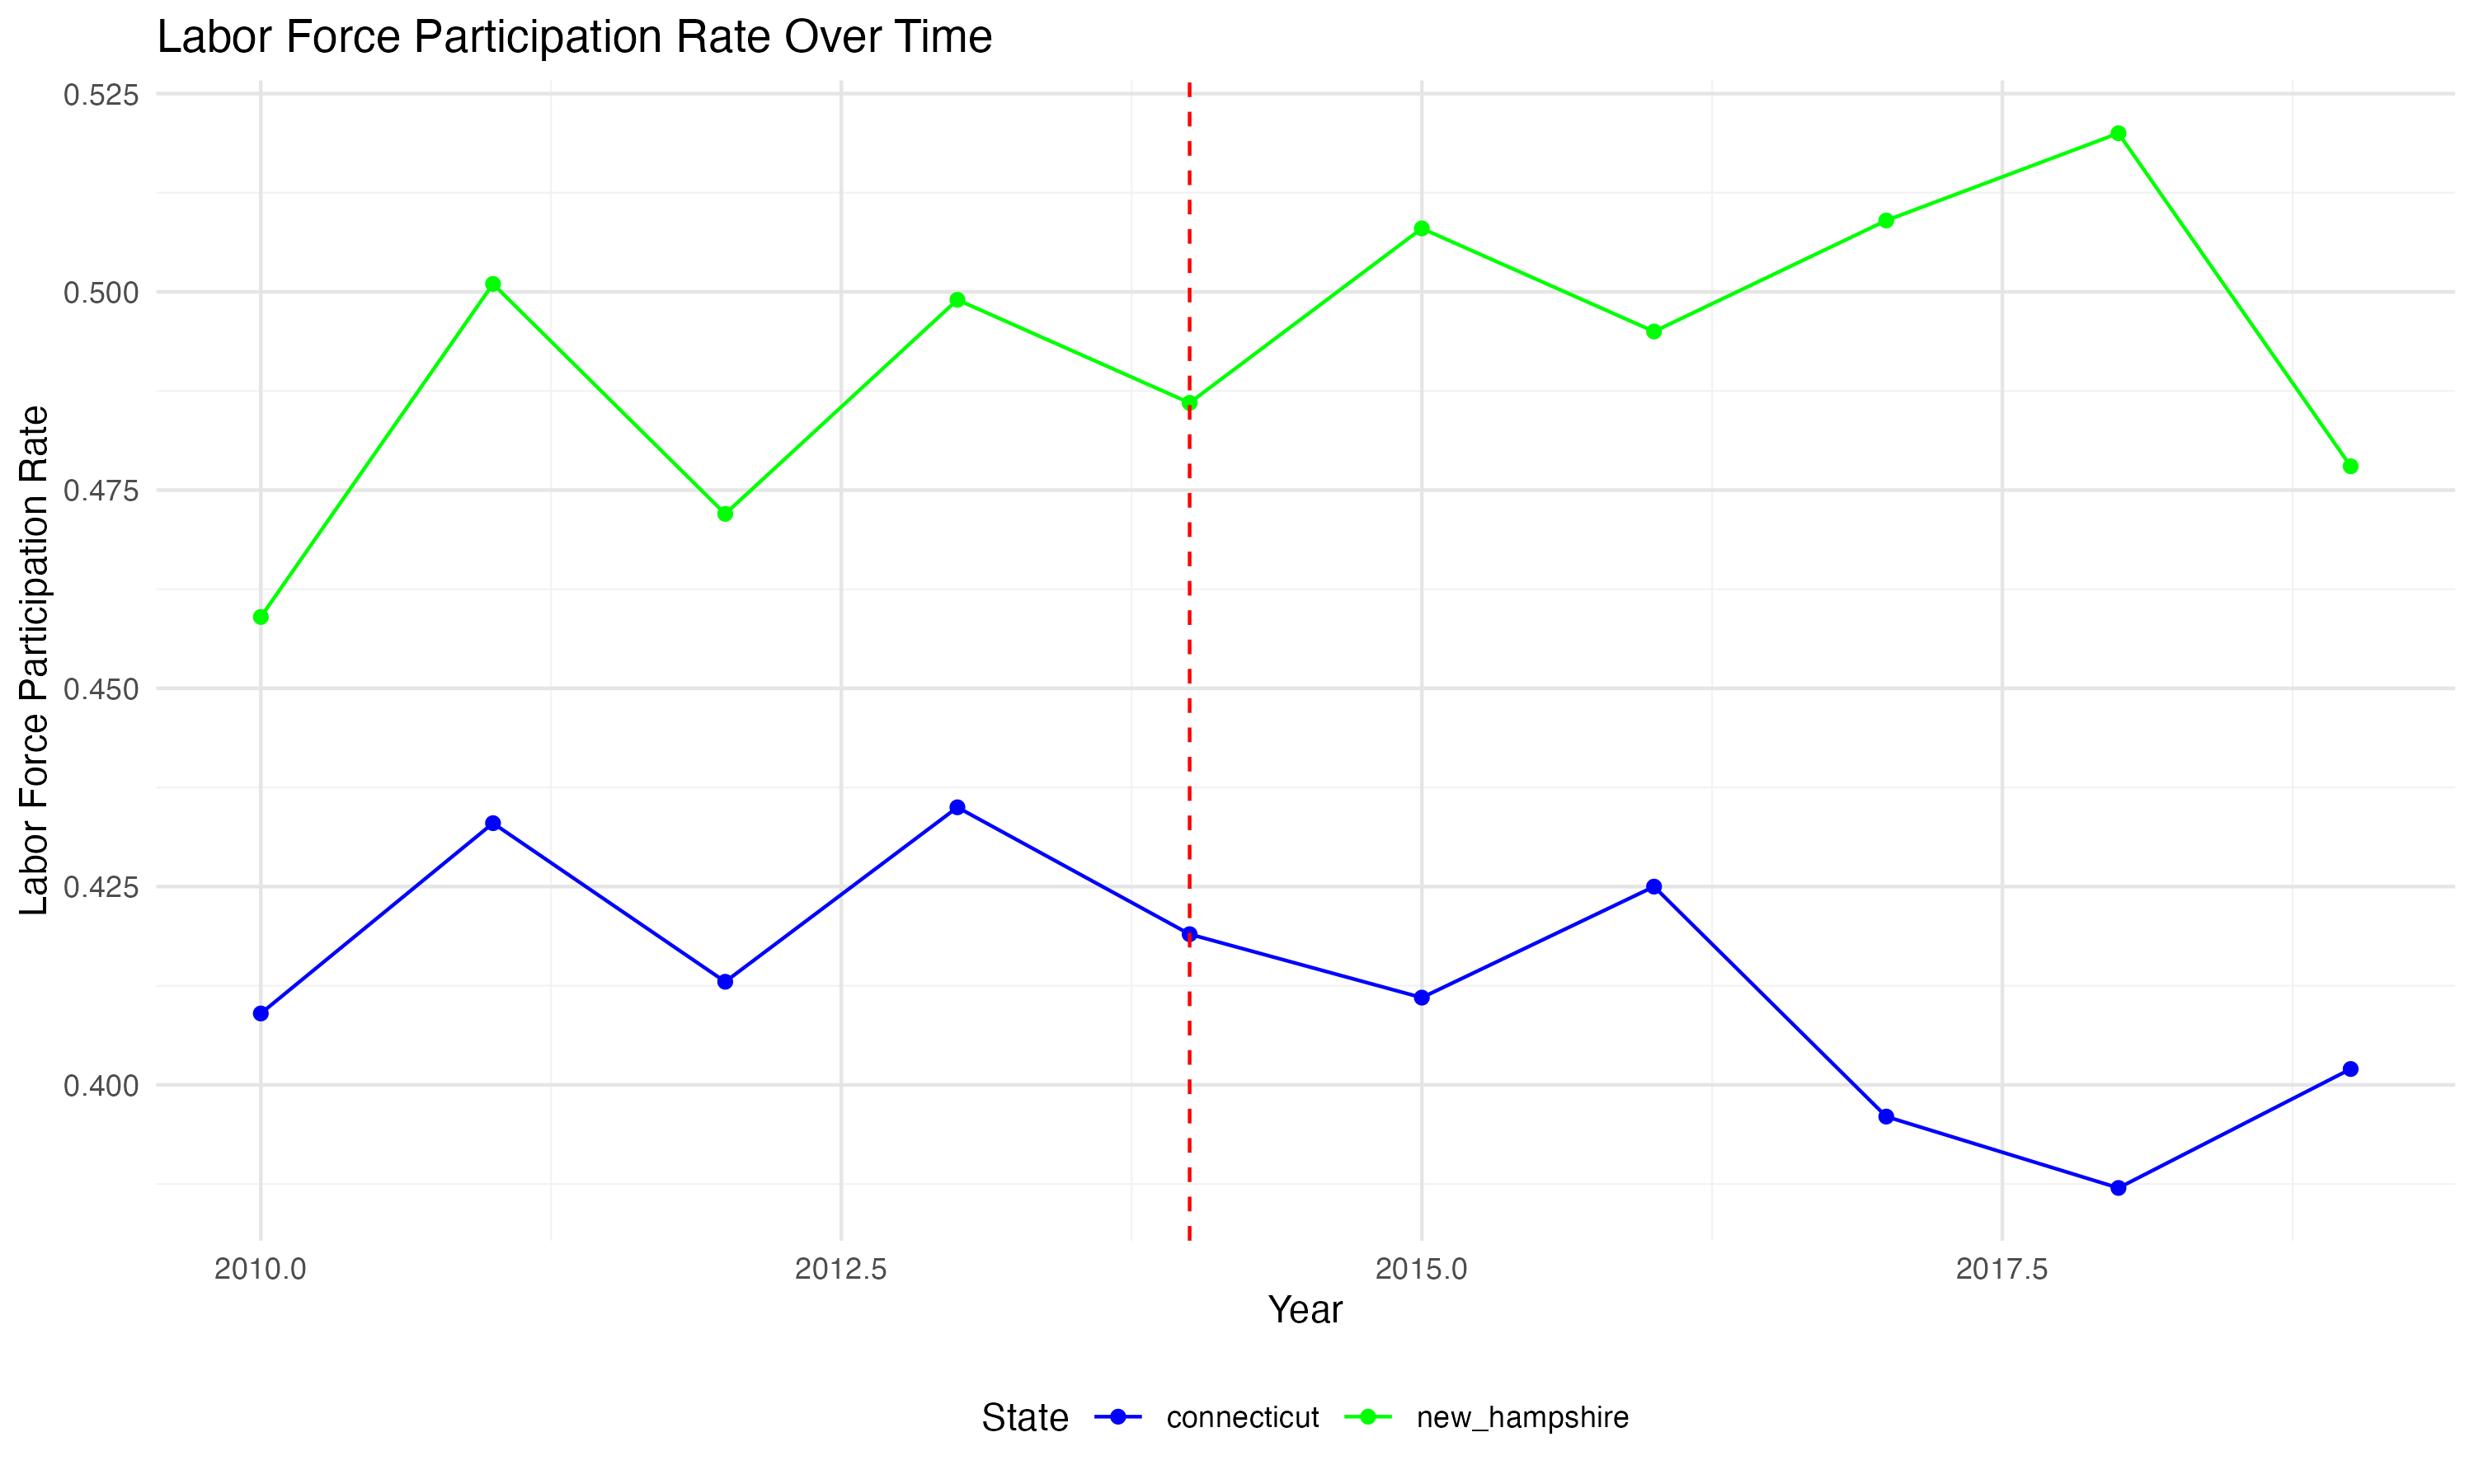 Labor Force Participation Rate Over Time
Labor Force Participation Rate
0.525
0.500
0.475
0.450
0.425
0.400
2010.0 2012.5 2015.0 2017.5
Year
State connecticut new_hampshire